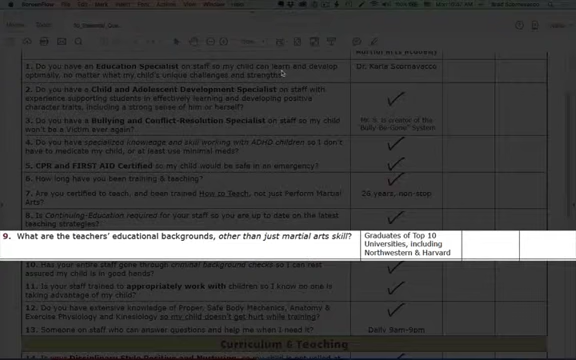 Martial Arts Academy
1. Do you have an Education Specialist on staff so my child can learn and develop
optimally, no matter what my child's unique challenges and strengths?
Dr. Karla
2. Do you have a Child and Adolescent Development Specialist on staff with
experience supporting students in effectively learning and developing positive
character traits, including a strong sense of him or herself?
3. Do you have a Bullying and Conflict-Resolution Specialist on staff so my child
won't be a Victim ever again?
Mr. S. is creator of the
"Bully Be-Gone" System
4. Do you have specialized knowledge and skill working with ADHD children so I don't
have to medicate my child, or at least use minimal meds?
5. CPR and FIRST AID Certified so my child would be safe in an emergency?
6. How long have you been training & teaching?
7. Are you certified to teach, and been trained How to Teach, not just Perform Martial
Arts?
26 years, non-stop
8. Is Continuing-Education required for your staff so you are up to date on the latest
teaching strategies?
9. What are the teachers' educational backgrounds, other than just martial arts skill?
Graduates of Top 10
Universities, including
Northwestern & Harvard
10. Has your entire staff gone through criminal background checks so I can rest
assured my child is in good hands?
11. Is your staff trained to appropriately work with children so I know no one is
taking advantage of my child?
12. Do you have extensive knowledge of Proper, Safe Body Mechanics, Anatomy &
Exercise Physiology and Kinesiology so my child doesn't get hurt while training?
13. Someone on staff who can answer questions and help me when I need it?
Daily 9am-9pm
Curriculum & Teaching